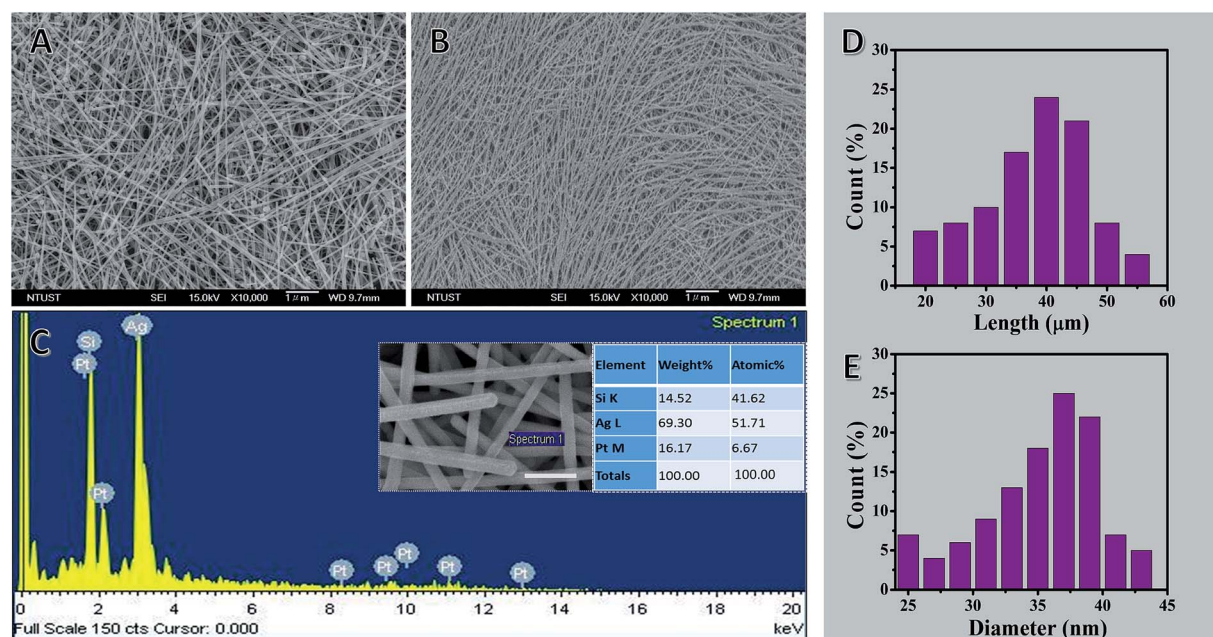 A
NTUST SEI 15.0kV X10,000 1μm WD 9.7mm
B
NTUST SEI 15.0kV X10,000 1μm WD 9.7mm
C
Spectrum 1
Si
Pt
Ag
Pt
Pt
Pt
Pt
Pt
Pt
Spectrum 1
Element Weight% Atomic%
Si K 14.52 41.62
Ag L 69.30 51.71
Pt M 16.17 6.67
Totals 100.00 100.00
0 2 4 6 8 10 12 14 16 18 20
Full Scale 150 cts Cursor: 0.000 keV
D
Count (%)
30
25
20
15
10
5
0
20 30 40 50 60
Length (μm)
E
Count (%)
30
25
20
15
10
5
0
25 30 35 40 45
Diameter (nm)